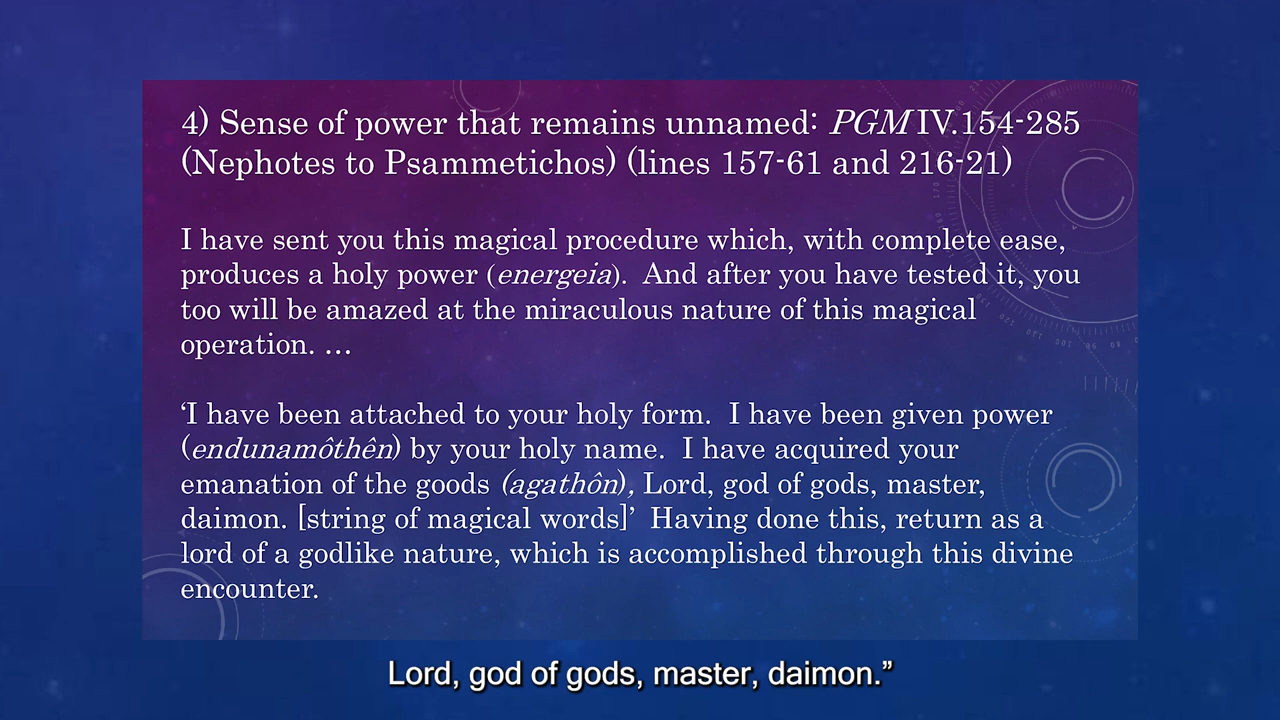 4) Sense of power that remains unnamed: PGM IV.154-285
(Nephotes to Psammetichos) (lines 157-61 and 216-21)
I have sent you this magical procedure which, with complete ease,
produces a holy power (energeia).  And after you have tested it, you
too will be amazed at the miraculous nature of this magical
operation. …
‘I have been attached to your holy form.  I have been given power
(endunamôthên) by your holy name.  I have acquired your
emanation of the goods (agathôn), Lord, god of gods, master,
daimon. [string of magical words]’  Having done this, return as a
lord of a godlike nature, which is accomplished through this divine
encounter.
Lord, god of gods, master, daimon.”